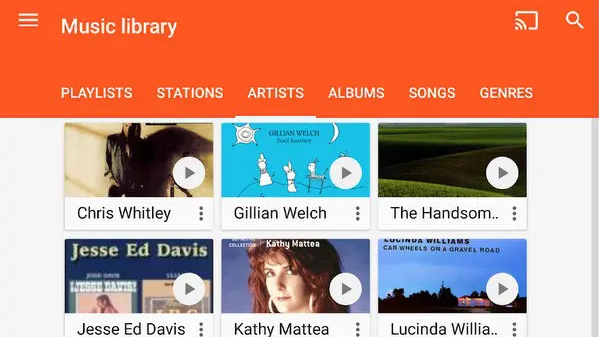 Music library
PLAYLISTS STATIONS ARTISTS ALBUMS SONGS GENRES
GILLIAN WELCH
Soul Journey
Chris Whitley
Gillian Welch
The Handsom..
Jesse Ed Davis
JESSE DAVIS
¡JESSE DAVIS!
COLLECTION
Kathy Mattea
LUCINDA WILLIAMS
CAR WHEELS ON A GRAVEL ROAD
Jesse Ed Davis
Kathy Mattea
Lucinda Willia..